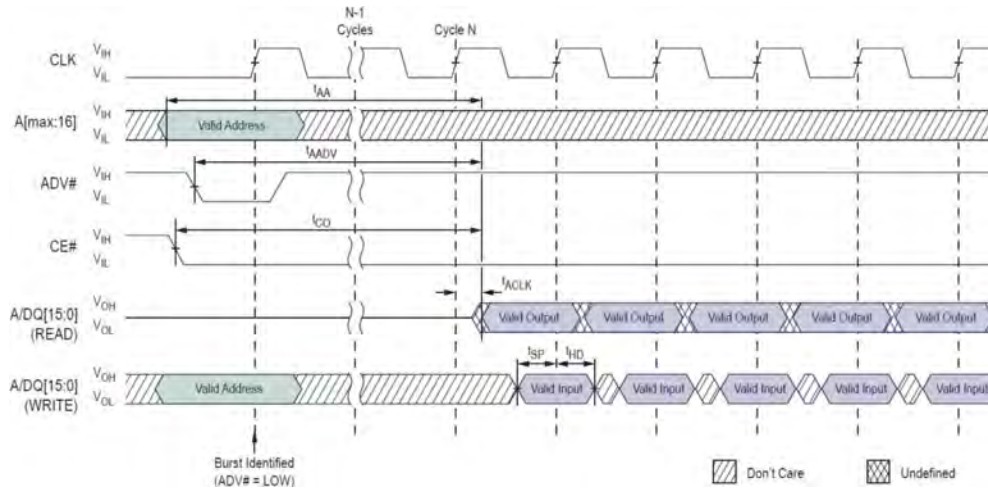 N-1
Cycles
Cycle N
CLK
VIH
VIL
tAA
A[max:16]
VIH
VIL
Valid Address
tAADV
ADV#
VIH
VIL
tCO
CE#
VIH
VIL
tACLK
A/DQ[15:0]
(READ)
VOH
VOL
Valid Output
Valid Output
Valid Output
Valid Output
Valid Output
tSP
tHD
A/DQ[15:0]
(WRITE)
VOH
VOL
Valid Address
Valid Input
Valid Input
Valid Input
Valid Input
Valid Input
Burst Identified
(ADV# = LOW)
Don't Care
Undefined